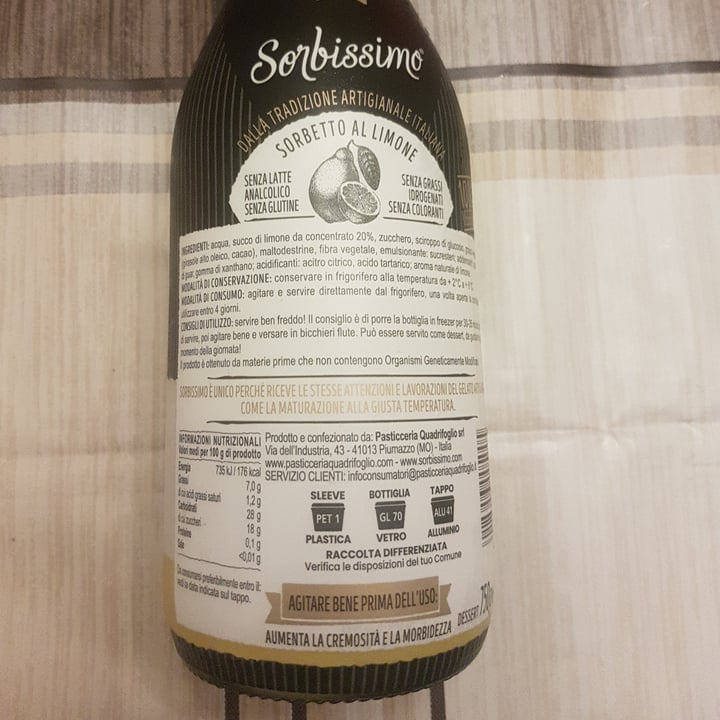 Sorbissimo
DALLA TRADIZIONE ARTIGIANALE ITALIANA
SORBETTO AL LIMONE
SENZA LATTE
ANALCOLICO
SENZA GLUTINE
SENZA GRASSI
IDROGENATI
SENZA COLORANTI
INGREDIENTI: acqua, succo di limone da concentrato 20%, zucchero, sciroppo di glucosio,
(girasole alto oleico, cacao), maltodestrine, fibra vegetale, emulsionante: sucresteri;
di guar, gomma di xanthano; acidificanti: acitro citrico, acido tartarico; aroma naturale di limone.
MODALITÀ DI CONSERVAZIONE: conservare in frigorifero alla temperatura da + 2°C a
MODALITÀ DI CONSUMO: agitare e servire direttamente dal frigorifero, una volta aperta
utilizzare entro 4 giorni.
CONSIGLI DI UTILIZZO: servire ben freddo! Il consiglio è di porre la bottiglia in freezer per 30-35
di servire, poi agitare bene e versare in bicchieri flute. Può essere servito come dessert, da
momento della giornata!
Il prodotto è ottenuto da materie prime che non contengono Organismi Geneticamente
SORBISSIMO È UNICO PERCHÉ RICEVE LE STESSE ATTENZIONI E LAVORAZIONI DEL GELATO
COME LA MATURAZIONE ALLA GIUSTA TEMPERATURA.
INFORMAZIONI NUTRIZIONALI
Valori medi per 100 g di prodotto
Energia 735 kJ / 176 kcal
Grassi 7,0 g
di cui acidi grassi saturi 1,2 g
Carboidrati 28 g
di cui zuccheri 18 g
Proteine 0,1 g
Sale <0,01 g
Da consumarsi preferibilmente entro il:
vedi la data indicata sul tappo.
Prodotto e confezionato da: Pasticceria Quadrifoglio srl
Via dell'Industria, 43 - 41013 Piumazzo (MO) - Italia
www.pasticceriaquadrifoglio.com - www.sorbissimo.com
SERVIZIO CLIENTI: infoconsumatori@pasticceriaquadrifoglio.it
SLEEVE BOTTIGLIA TAPPO
PET 1 GL 70 ALU 41
PLASTICA VETRO ALLUMINIO
RACCOLTA DIFFERENZIATA
Verifica le disposizioni del tuo Comune
AGITARE BENE PRIMA DELL'USO:
AUMENTA LA CREMOSITÀ E LA MORBIDEZZA
DESSERT 750